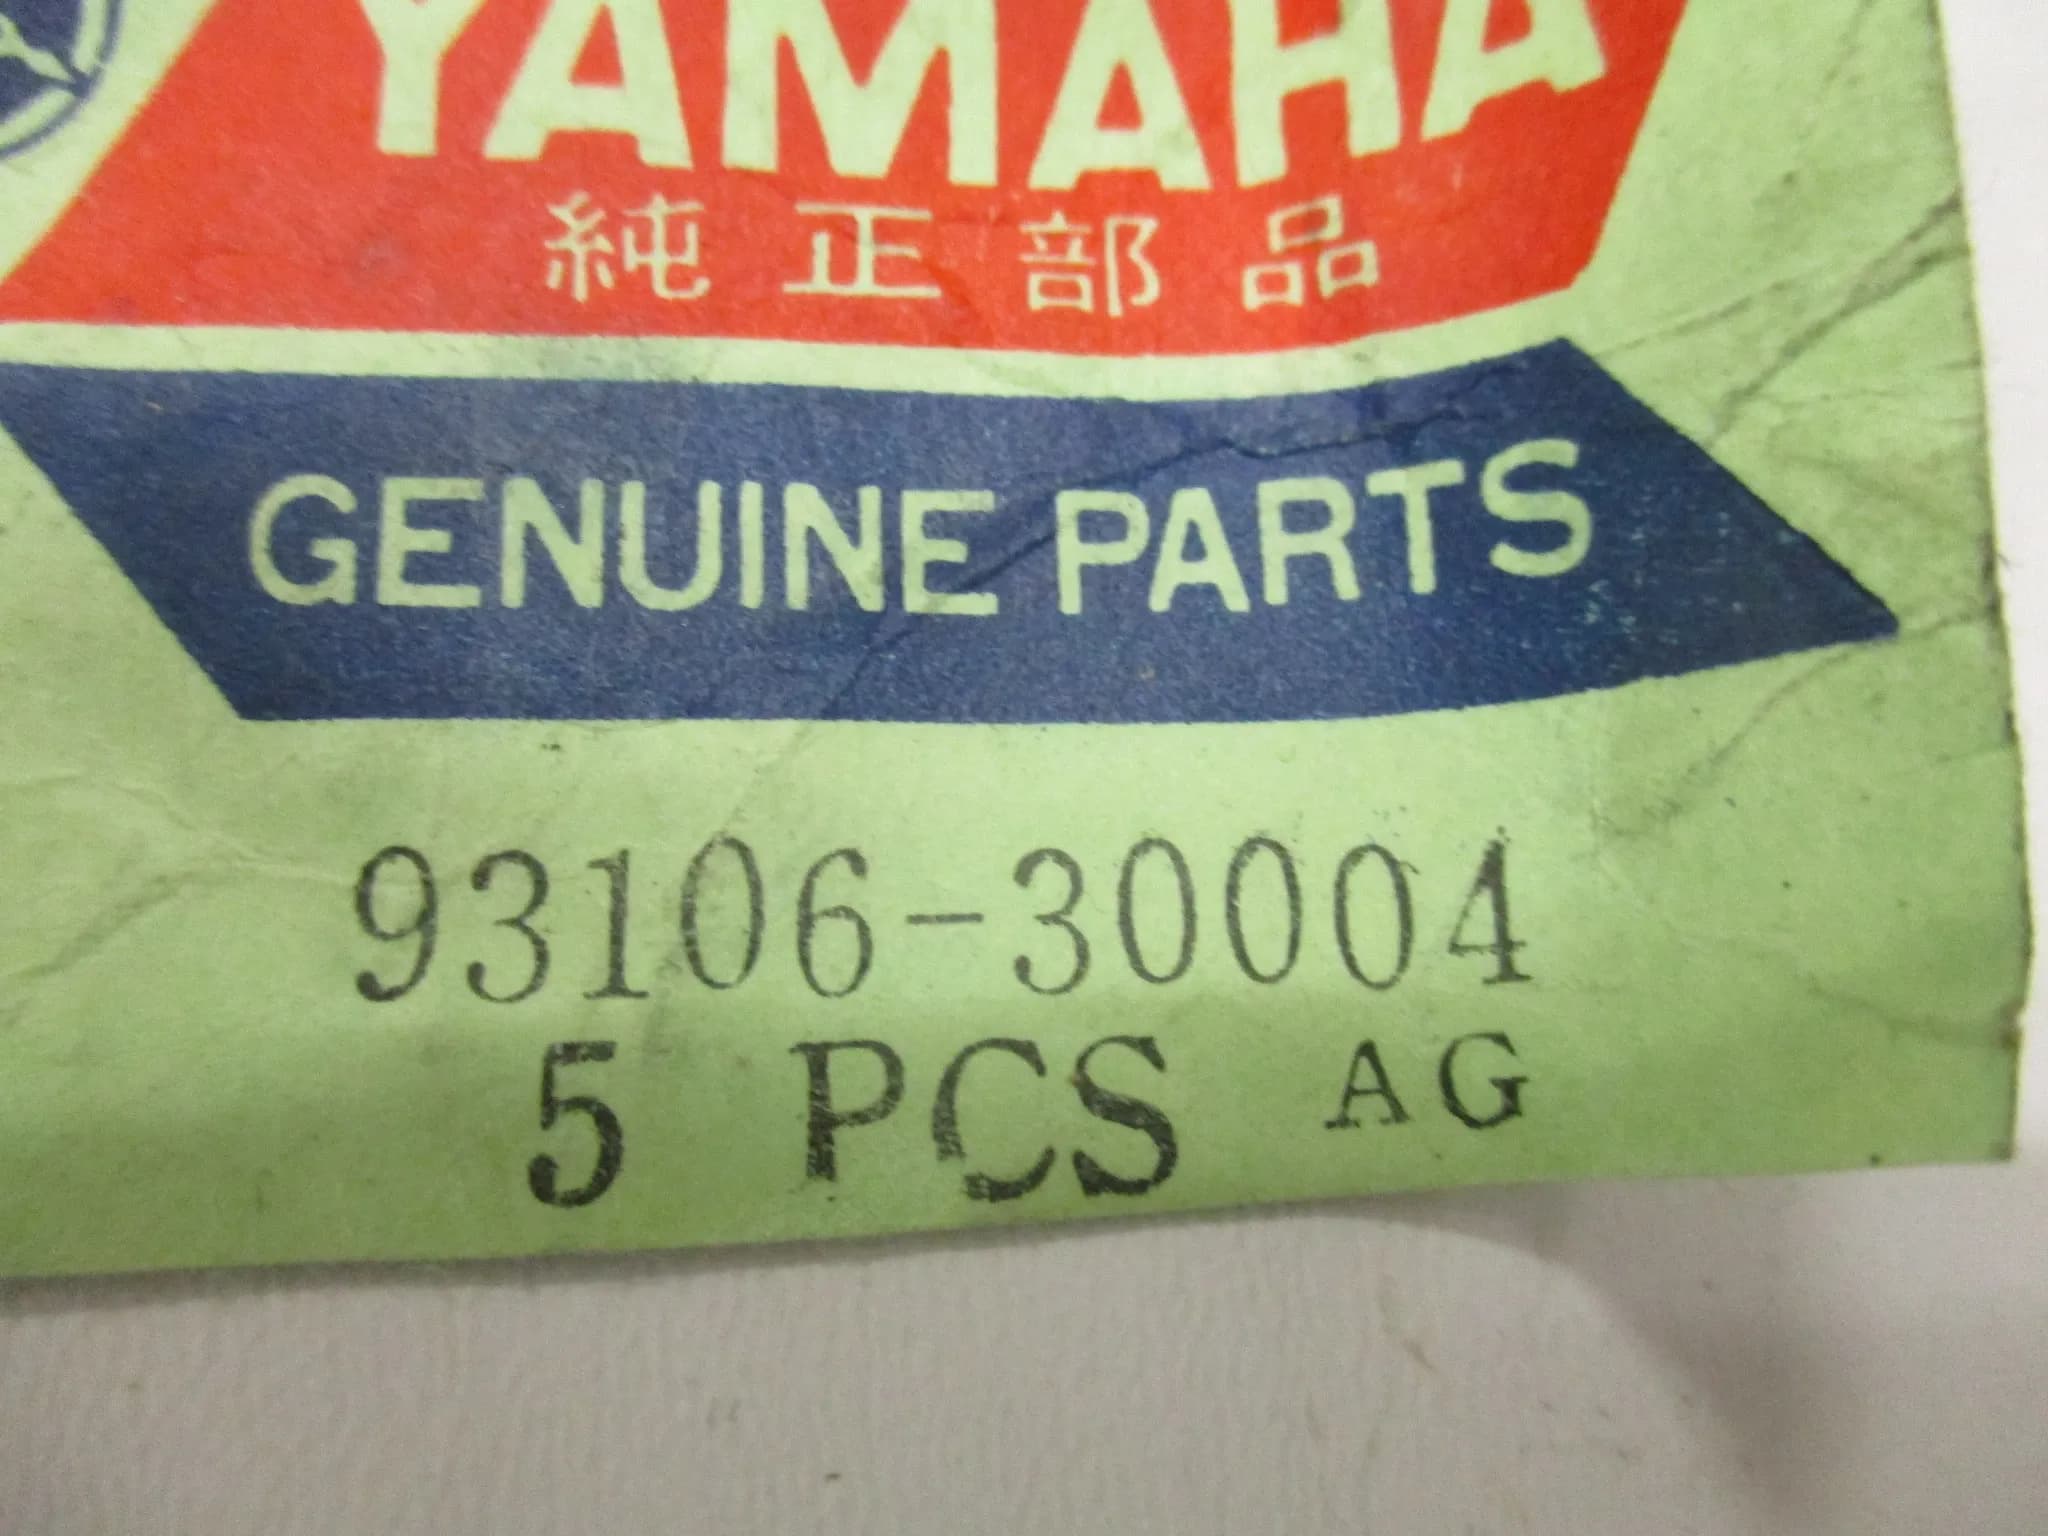 YAMAHA
純正部品
GENUINE PARTS
93106-30004
5 PCS AG